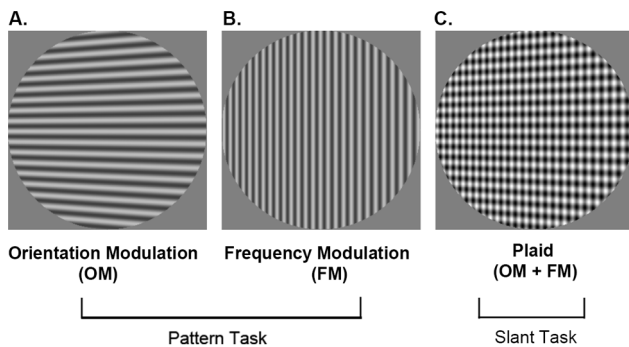 A.
B.
C.
Orientation Modulation
(OM)
Frequency Modulation
(FM)
Plaid
(OM + FM)
Pattern Task
Slant Task